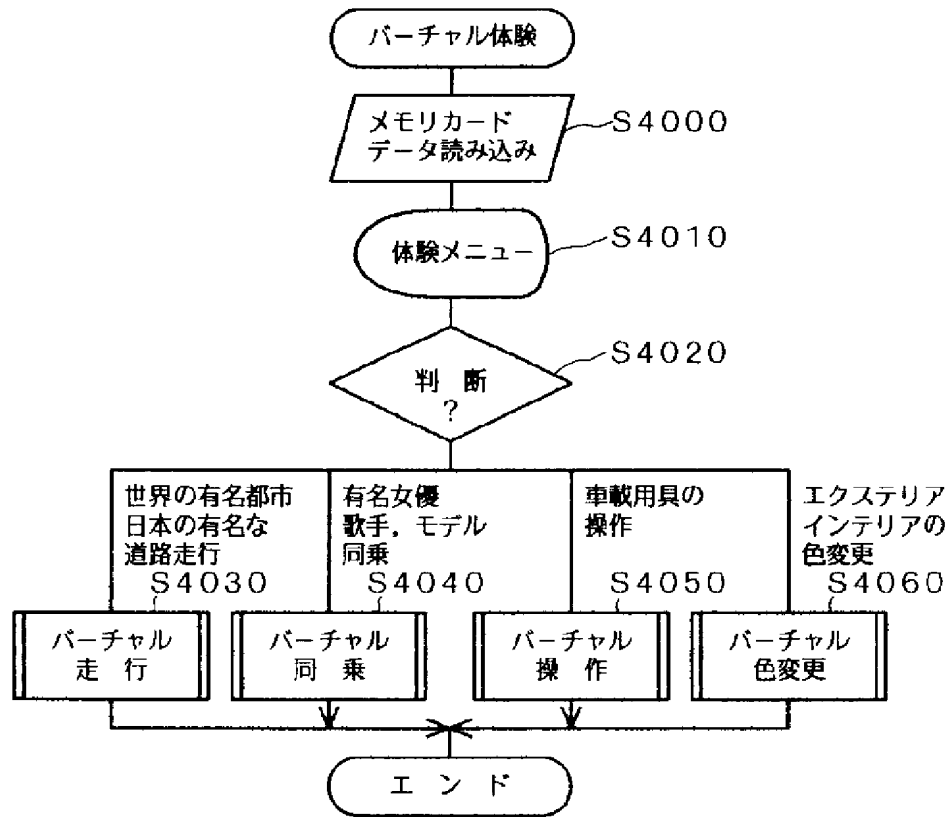 バーチャル体験
メモリカード
データ読み込み
S4000
体験メニュー
S4010
判 断
?
S4020
世界の有名都市
日本の有名な
道路走行
S4030
有名女優
歌手,モデル
同乗
S4040
車載用具の
操作
S4050
エクステリア
インテリアの
色変更
S4060
バーチャル
走 行
バーチャル
同 乗
バーチャル
操 作
バーチャル
色変更
エ ン ド